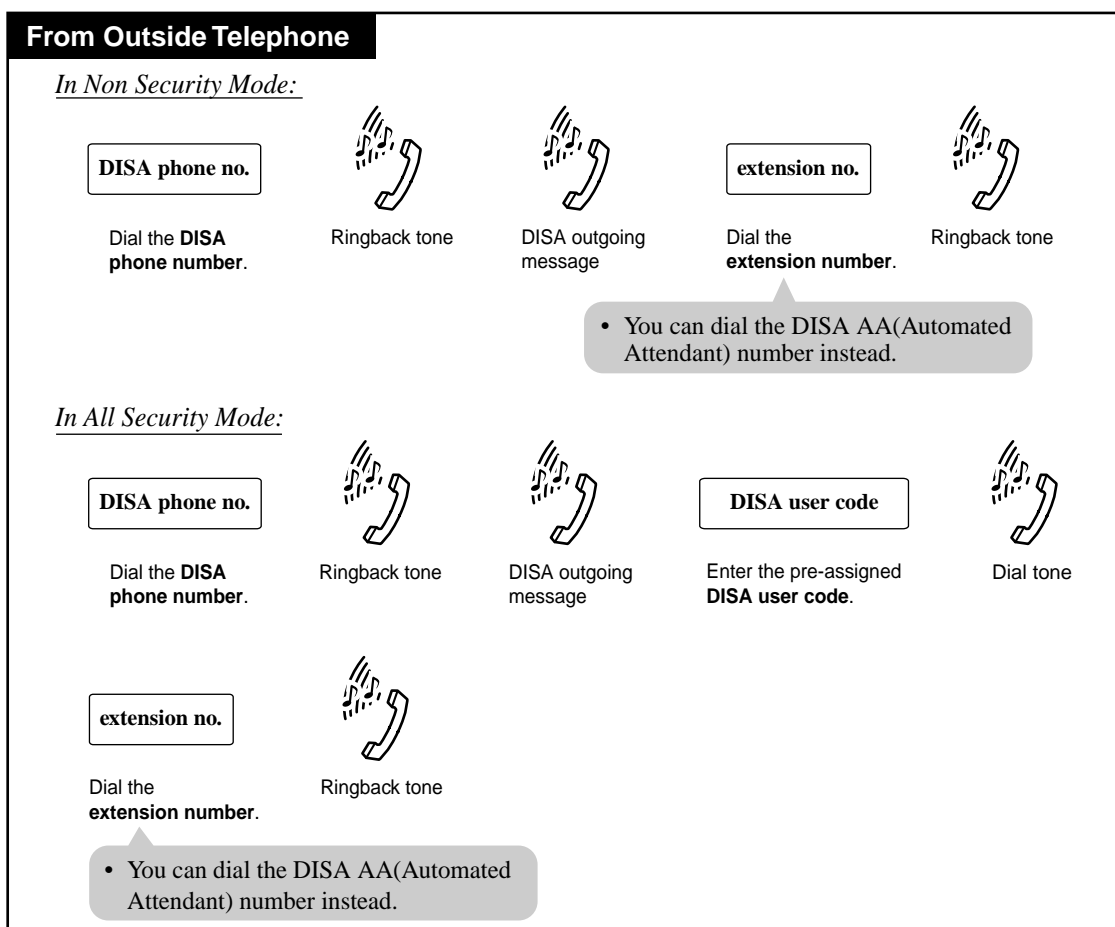 From Outside Telephone
In Non Security Mode:
DISA phone no.
extension no.
Dial the DISA
phone number.
Ringback tone
DISA outgoing
message
Dial the
extension number.
Ringback tone
• You can dial the DISA AA(Automated
Attendant) number instead.
In All Security Mode:
DISA phone no.
DISA user code
Dial the DISA
phone number.
Ringback tone
DISA outgoing
message
Enter the pre-assigned
DISA user code.
Dial tone
extension no.
Dial the
extension number.
Ringback tone
• You can dial the DISA AA(Automated
Attendant) number instead.